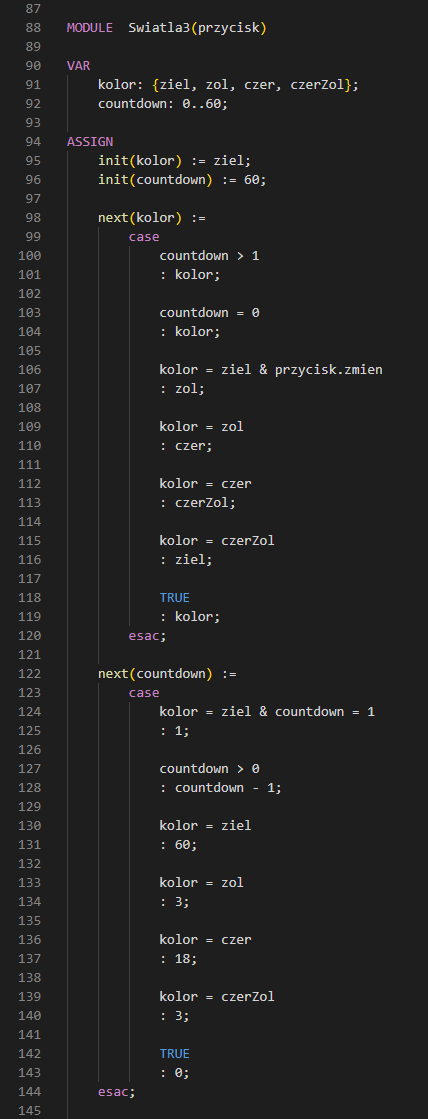 87
88 MODULE  Swiatla3(przycisk)
89
90 VAR
91     kolor: {ziel, zol, czer, czerZol};
92     countdown: 0..60;
93
94 ASSIGN
95     init(kolor) := ziel;
96     init(countdown) := 60;
97
98     next(kolor) :=
99         case
100             countdown > 1
101             : kolor;
102
103             countdown = 0
104             : kolor;
105
106             kolor = ziel & przycisk.zmien
107             : zol;
108
109             kolor = zol
110             : czer;
111
112             kolor = czer
113             : czerZol;
114
115             kolor = czerZol
116             : ziel;
117
118             TRUE
119             : kolor;
120         esac;
121
122     next(countdown) :=
123         case
124             kolor = ziel & countdown = 1
125             : 1;
126
127             countdown > 0
128             : countdown - 1;
129
130             kolor = ziel
131             : 60;
132
133             kolor = zol
134             : 3;
135
136             kolor = czer
137             : 18;
138
139             kolor = czerZol
140             : 3;
141
142             TRUE
143             : 0;
144     esac;
145